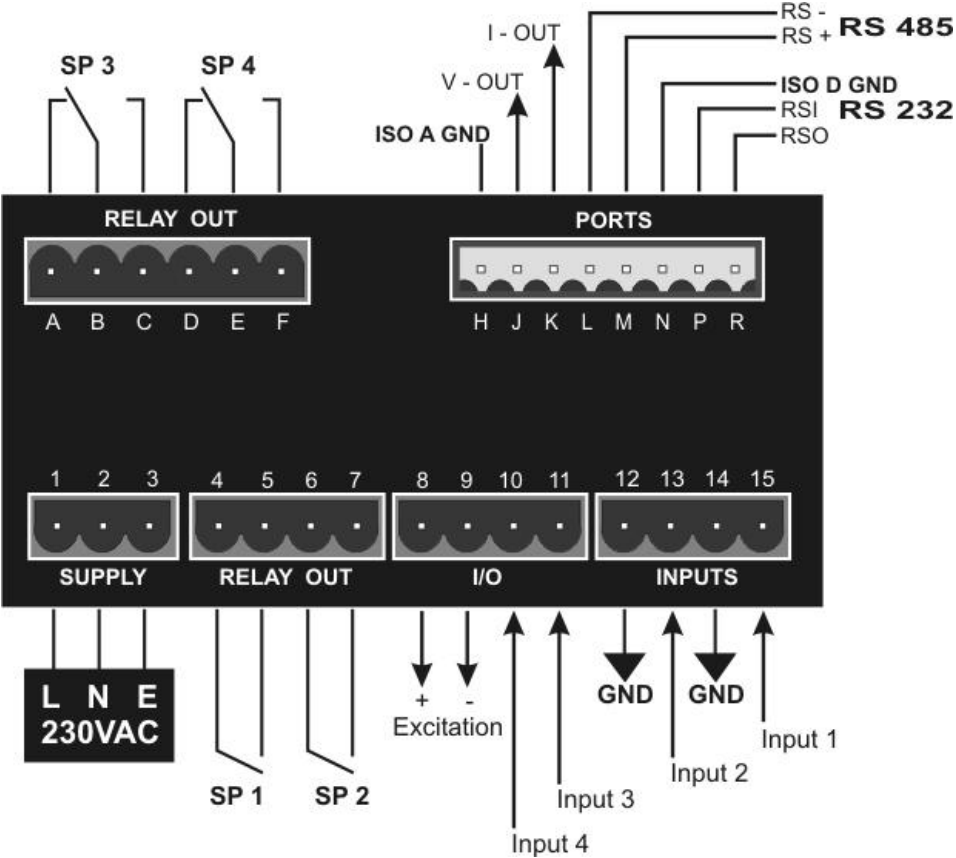 RS -
I - OUT
RS +
RS 485
SP 3
SP 4
V - OUT
ISO D GND
RSI
RS 232
ISO A GND
RSO
RELAY OUT
PORTS
A B C D E F
H J K L M N P R
1 2 3
4 5 6 7
8 9 10 11
12 13 14 15
SUPPLY
RELAY OUT
I/O
INPUTS
L N E
230VAC
+ -
Excitation
GND
GND
Input 1
Input 2
SP 1
SP 2
Input 3
Input 4